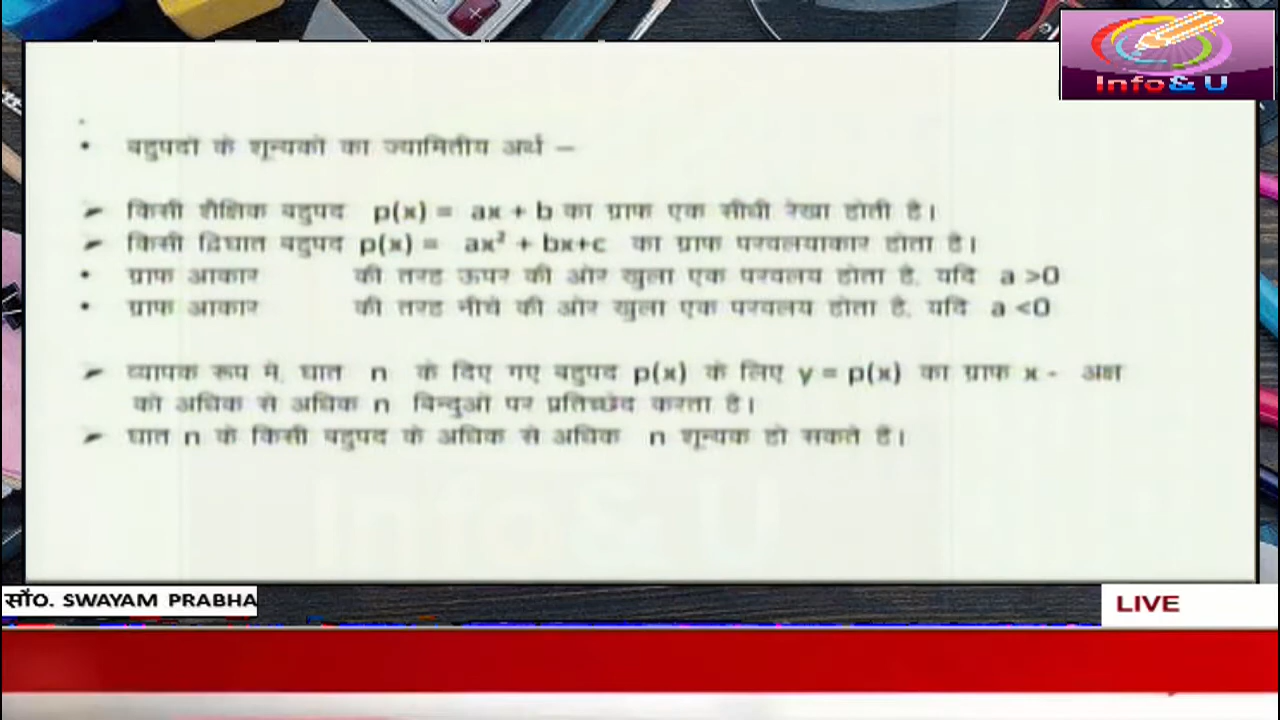 Info& U
• बहुपदों के शून्यकों का ज्यामितीय अर्थ –
➢ किसी रैखिक बहुपद p(x) = ax + b का ग्राफ एक सीधी रेखा होती है।
➢ किसी द्विघात बहुपद p(x) = ax² + bx+c का ग्राफ परवलयाकार होता है।
• ग्राफ आकार की तरह ऊपर की ओर खुला एक परवलय होता है, यदि a >0
• ग्राफ आकार की तरह नीचे की ओर खुला एक परवलय होता है, यदि a <0
➢ व्यापक रूप में, घात n के दिए गए बहुपद p(x) के लिए y = p(x) का ग्राफ x - अक्ष
को अधिक से अधिक n बिन्दुओं पर प्रतिच्छेद करता है।
➢ घात n के किसी बहुपद के अधिक से अधिक n शून्यक हो सकते हैं।
Info& U
सौ0. SWAYAM PRABHA
LIVE